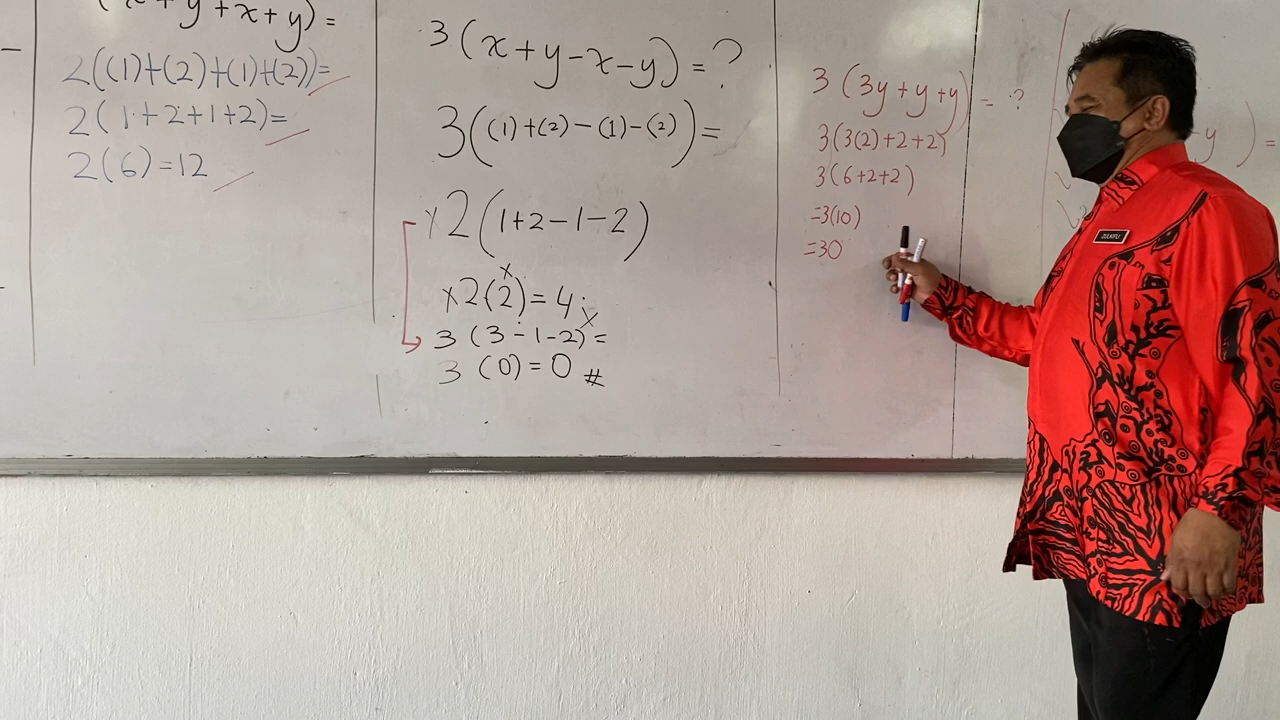 (x+y+x+y)=
2((1)+(2)+(1)+(2))=
2(1+2+1+2)=
2(6)=12
3(x+y-x-y)=?
3((1)+(2)-(1)-(2))=
x2(1+2-1-2)
x
x2(2)=4 x
3(3-1-2)=
3(0)=0 #
3(3y+y+y)=?
3(3(2)+2+2)
3(6+2+2)
=3(10)
=30
y)=
ZULKIFLI